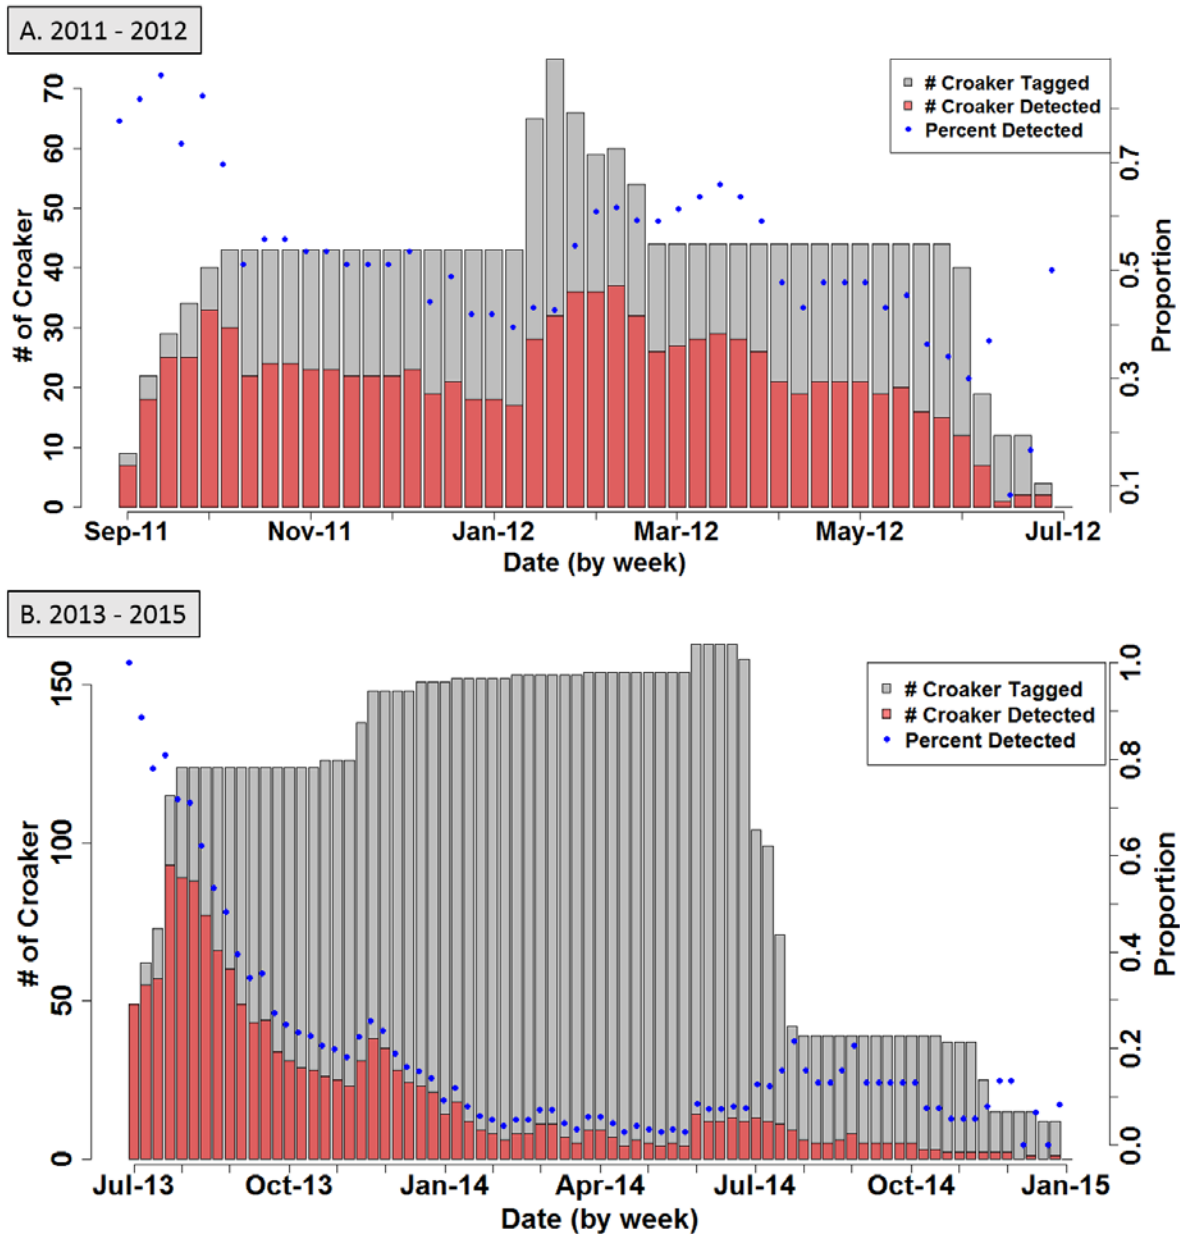 A. 2011 - 2012
# Croaker Tagged
# Croaker Detected
Percent Detected
# of Croaker
0
10
20
30
40
50
60
70
Proportion
0.1
0.3
0.5
0.7
Sep-11 Nov-11 Jan-12 Mar-12 May-12 Jul-12
Date (by week)
B. 2013 - 2015
# Croaker Tagged
# Croaker Detected
Percent Detected
# of Croaker
0
50
100
150
Proportion
0.0
0.2
0.4
0.6
0.8
1.0
Jul-13 Oct-13 Jan-14 Apr-14 Jul-14 Oct-14 Jan-15
Date (by week)